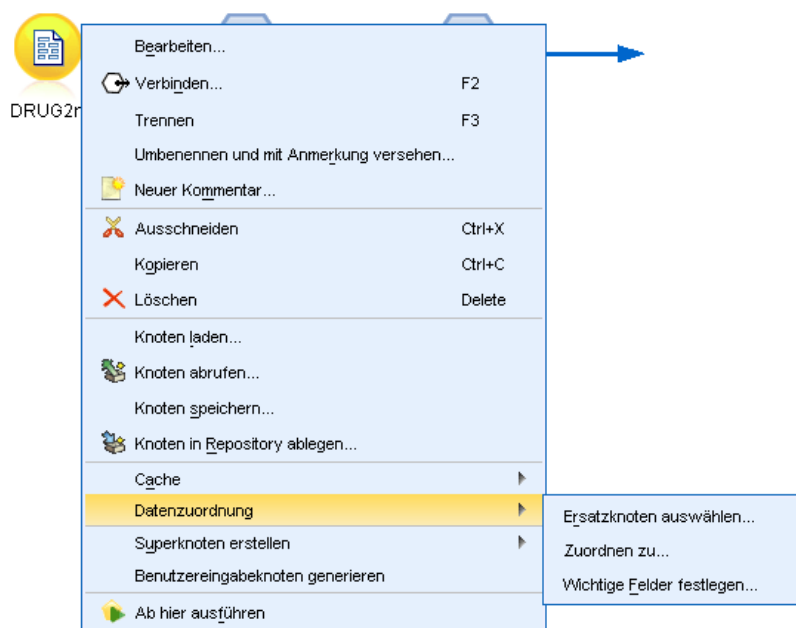 DRUG2n
Bearbeiten...
Verbinden... F2
Trennen F3
Umbenennen und mit Anmerkung versehen...
Neuer Kommentar...
Ausschneiden Ctrl+X
Kopieren Ctrl+C
Löschen Delete
Knoten laden...
Knoten abrufen...
Knoten speichern...
Knoten in Repository ablegen...
Cache
Datenzuordnung
Ersatzknoten auswählen...
Superknoten erstellen
Zuordnen zu...
Benutzereingabeknoten generieren
Wichtige Felder festlegen...
Ab hier ausführen